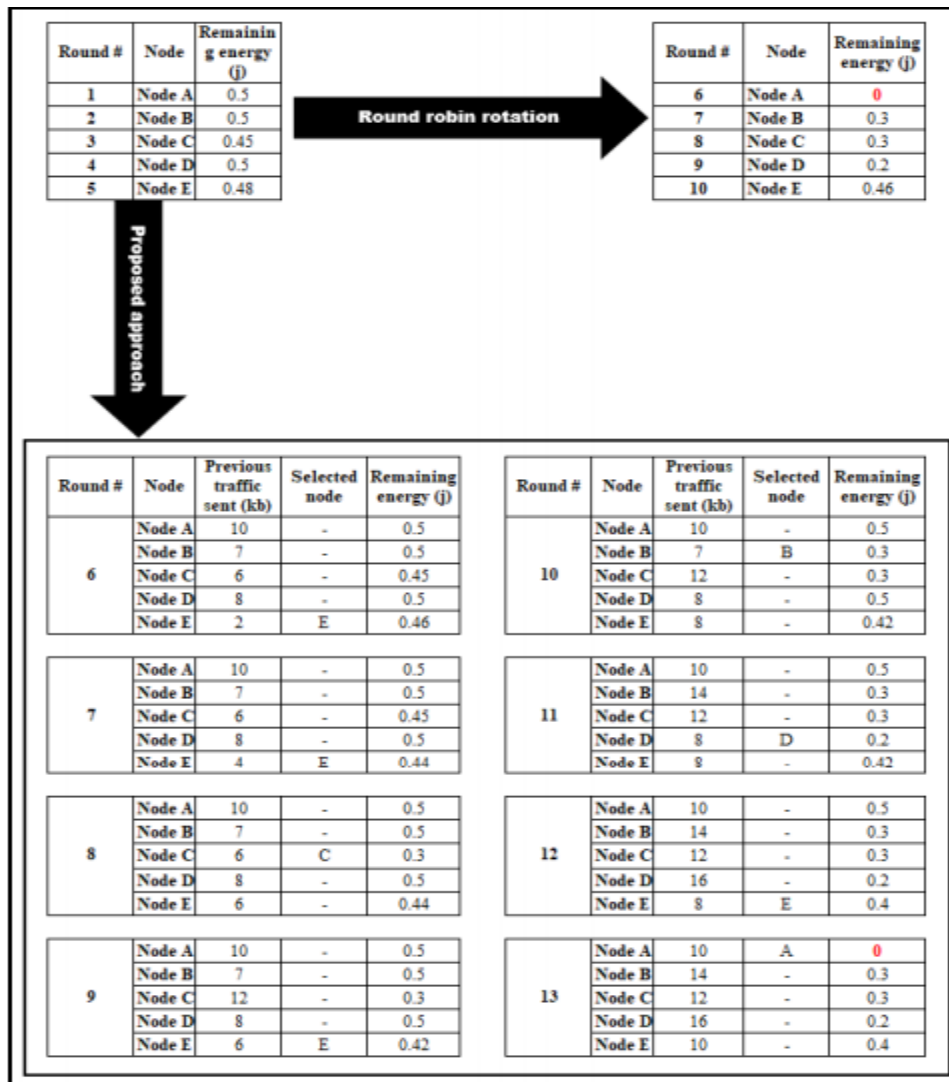 Round # Node Remainin g energy (j)
1 Node A 0.5
2 Node B 0.5
3 Node C 0.45
4 Node D 0.5
5 Node E 0.48
Round robin rotation
Round # Node Remaining energy (j)
6 Node A 0
7 Node B 0.3
8 Node C 0.3
9 Node D 0.2
10 Node E 0.46
Proposed approach
Round # Node Previous traffic sent (kb) Selected node Remaining energy (j)
6
Node A 10 - 0.5
Node B 7 - 0.5
Node C 6 - 0.45
Node D 8 - 0.5
Node E 2 E 0.46
7
Node A 10 - 0.5
Node B 7 - 0.5
Node C 6 - 0.45
Node D 8 - 0.5
Node E 4 E 0.44
8
Node A 10 - 0.5
Node B 7 - 0.5
Node C 6 C 0.3
Node D 8 - 0.5
Node E 6 - 0.44
9
Node A 10 - 0.5
Node B 7 - 0.5
Node C 12 - 0.3
Node D 8 - 0.5
Node E 6 E 0.42
Round # Node Previous traffic sent (kb) Selected node Remaining energy (j)
10
Node A 10 - 0.5
Node B 7 B 0.3
Node C 12 - 0.3
Node D 8 - 0.5
Node E 8 - 0.42
11
Node A 10 - 0.5
Node B 14 - 0.3
Node C 12 - 0.3
Node D 8 D 0.2
Node E 8 - 0.42
12
Node A 10 - 0.5
Node B 14 - 0.3
Node C 12 - 0.3
Node D 16 - 0.2
Node E 8 E 0.4
13
Node A 10 A 0
Node B 14 - 0.3
Node C 12 - 0.3
Node D 16 - 0.2
Node E 10 - 0.4